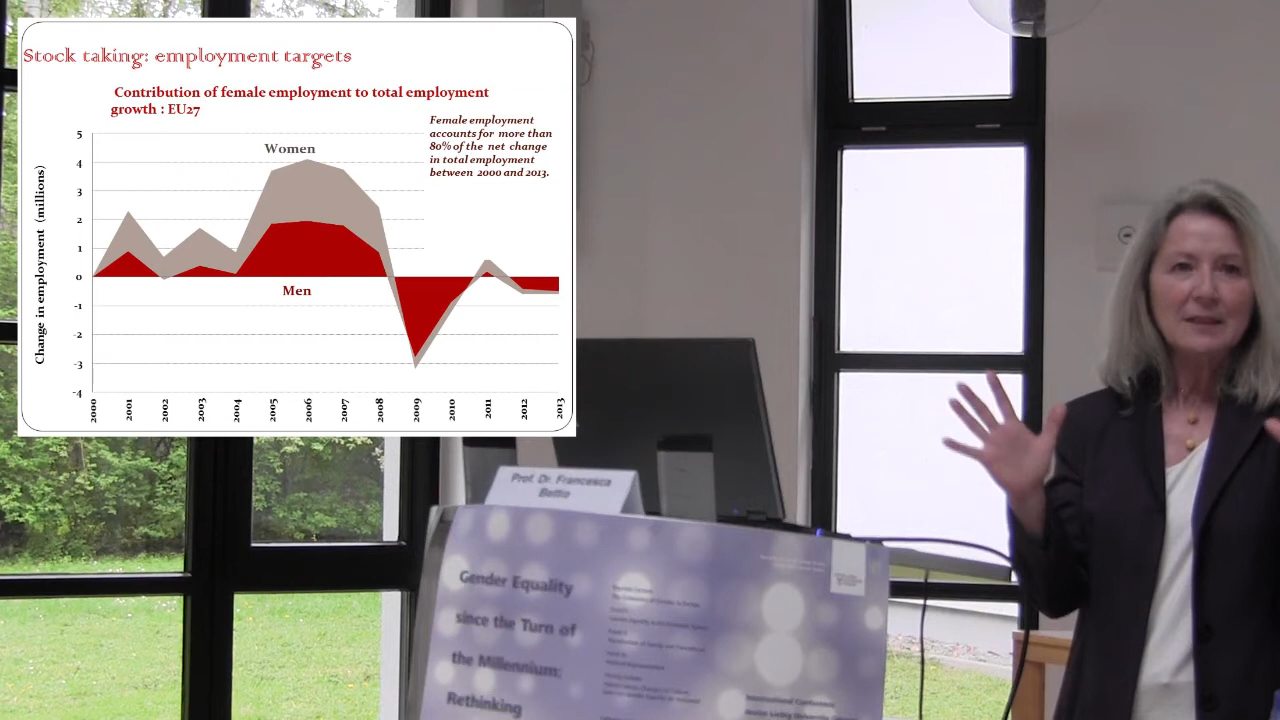 Stock taking: employment targets
Contribution of female employment to total employment
growth : EU27
Female employment
accounts for more than
80% of the net change
in total employment
between 2000 and 2013.
Change in employment (millions)
5
4
3
2
1
0
-1
-2
-3
-4
Women
Men
2000
2001
2002
2003
2004
2005
2006
2007
2008
2009
2010
2011
2012
2013
Prof. Dr. Francesca
Bettio
Gender Equality
since the Turn of
the Millennium:
Rethinking
International Conference